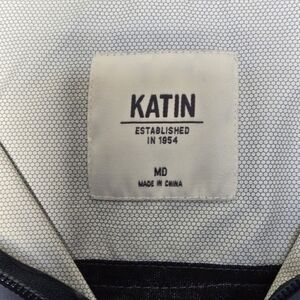 KATIN
ESTABLISHED
IN 1954
MD
MADE IN CHINA